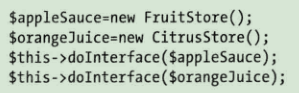 $appleSauce=new FruitStore();
$orangeJuice=new CitrusStore();
$this->doInterface($appleSauce);
$this->doInterface($orangeJuice);